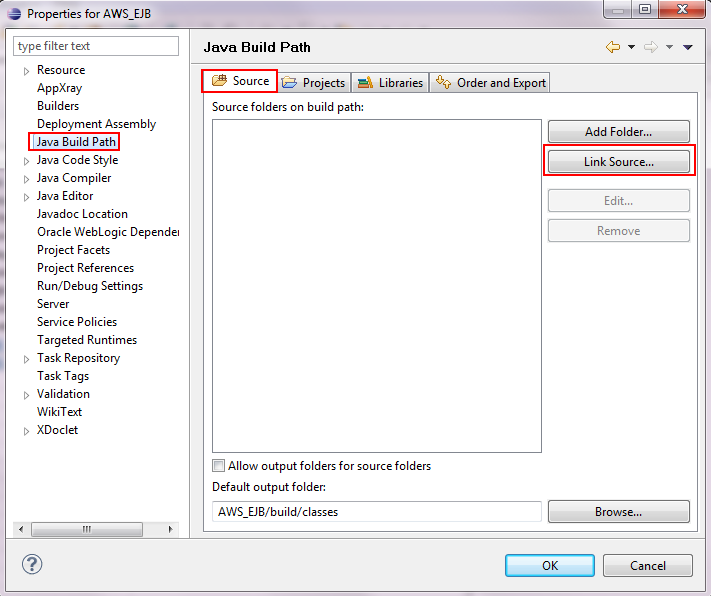 Properties for AWS_EJB
type filter text
Resource
AppXray
Builders
Deployment Assembly
Java Build Path
Java Code Style
Java Compiler
Java Editor
Javadoc Location
Oracle WebLogic Depender
Project Facets
Project References
Run/Debug Settings
Server
Service Policies
Targeted Runtimes
Task Repository
Task Tags
Validation
WikiText
XDoclet
Java Build Path
Source Projects Libraries Order and Export
Source folders on build path:
Add Folder...
Link Source...
Edit...
Remove
Allow output folders for source folders
Default output folder:
AWS_EJB/build/classes Browse...
? OK Cancel